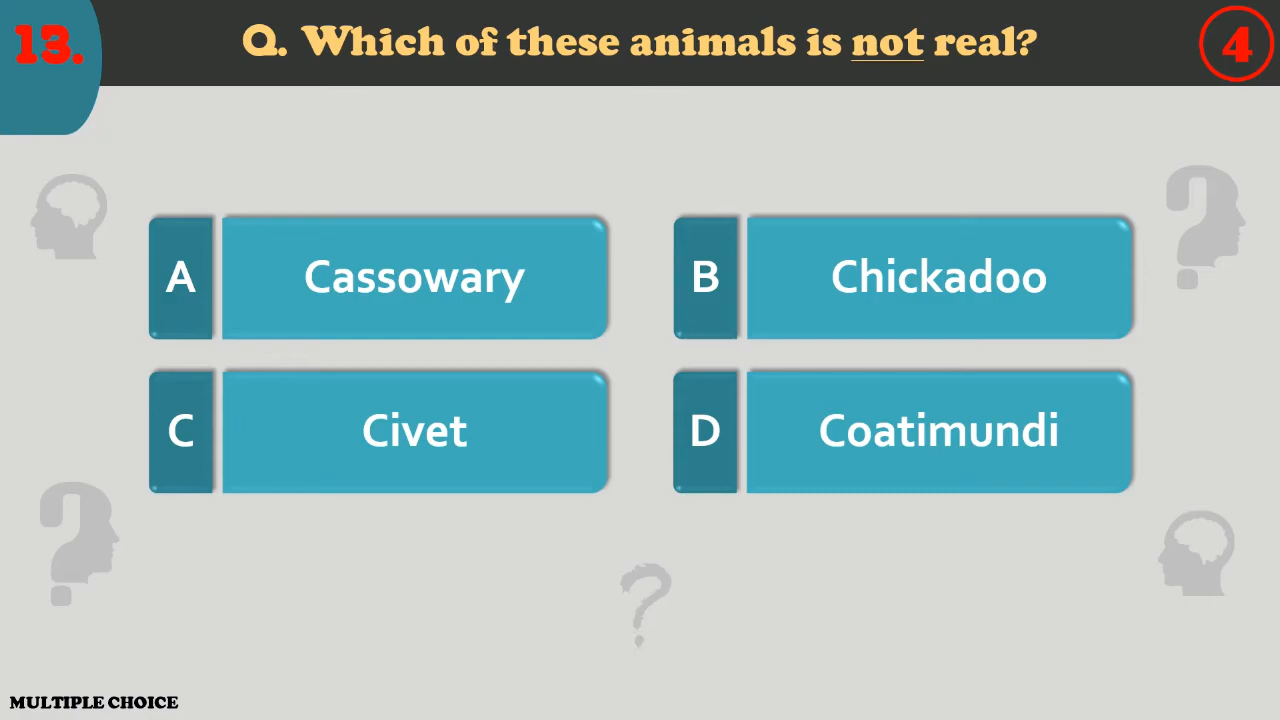 13.
Q. Which of these animals is not real?
4
A Cassowary
B Chickadoo
C Civet
D Coatimundi
MULTIPLE CHOICE